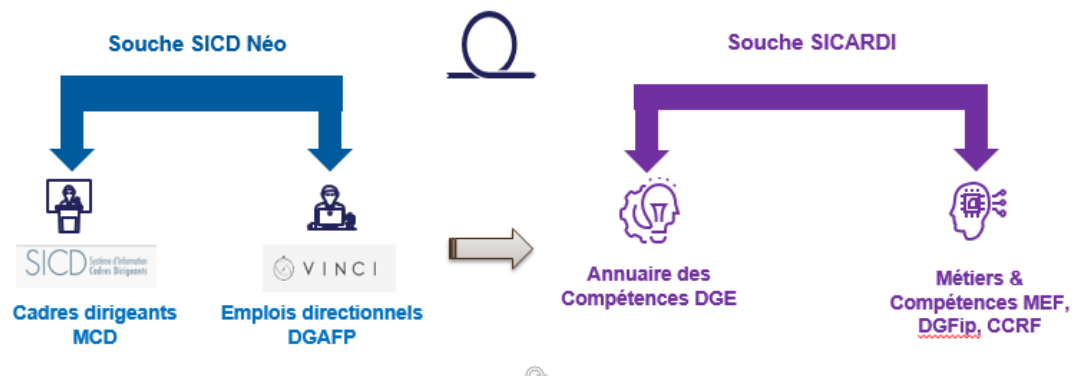 Souche SICD Néo
Souche SICARDI
SICD Système d'Information
Cadres Dirigeants
VINCI
Cadres dirigeants
MCD
Emplois directionnels
DGAFP
Annuaire des
Compétences DGE
Métiers &
Compétences MEF,
DGFip, CCRF